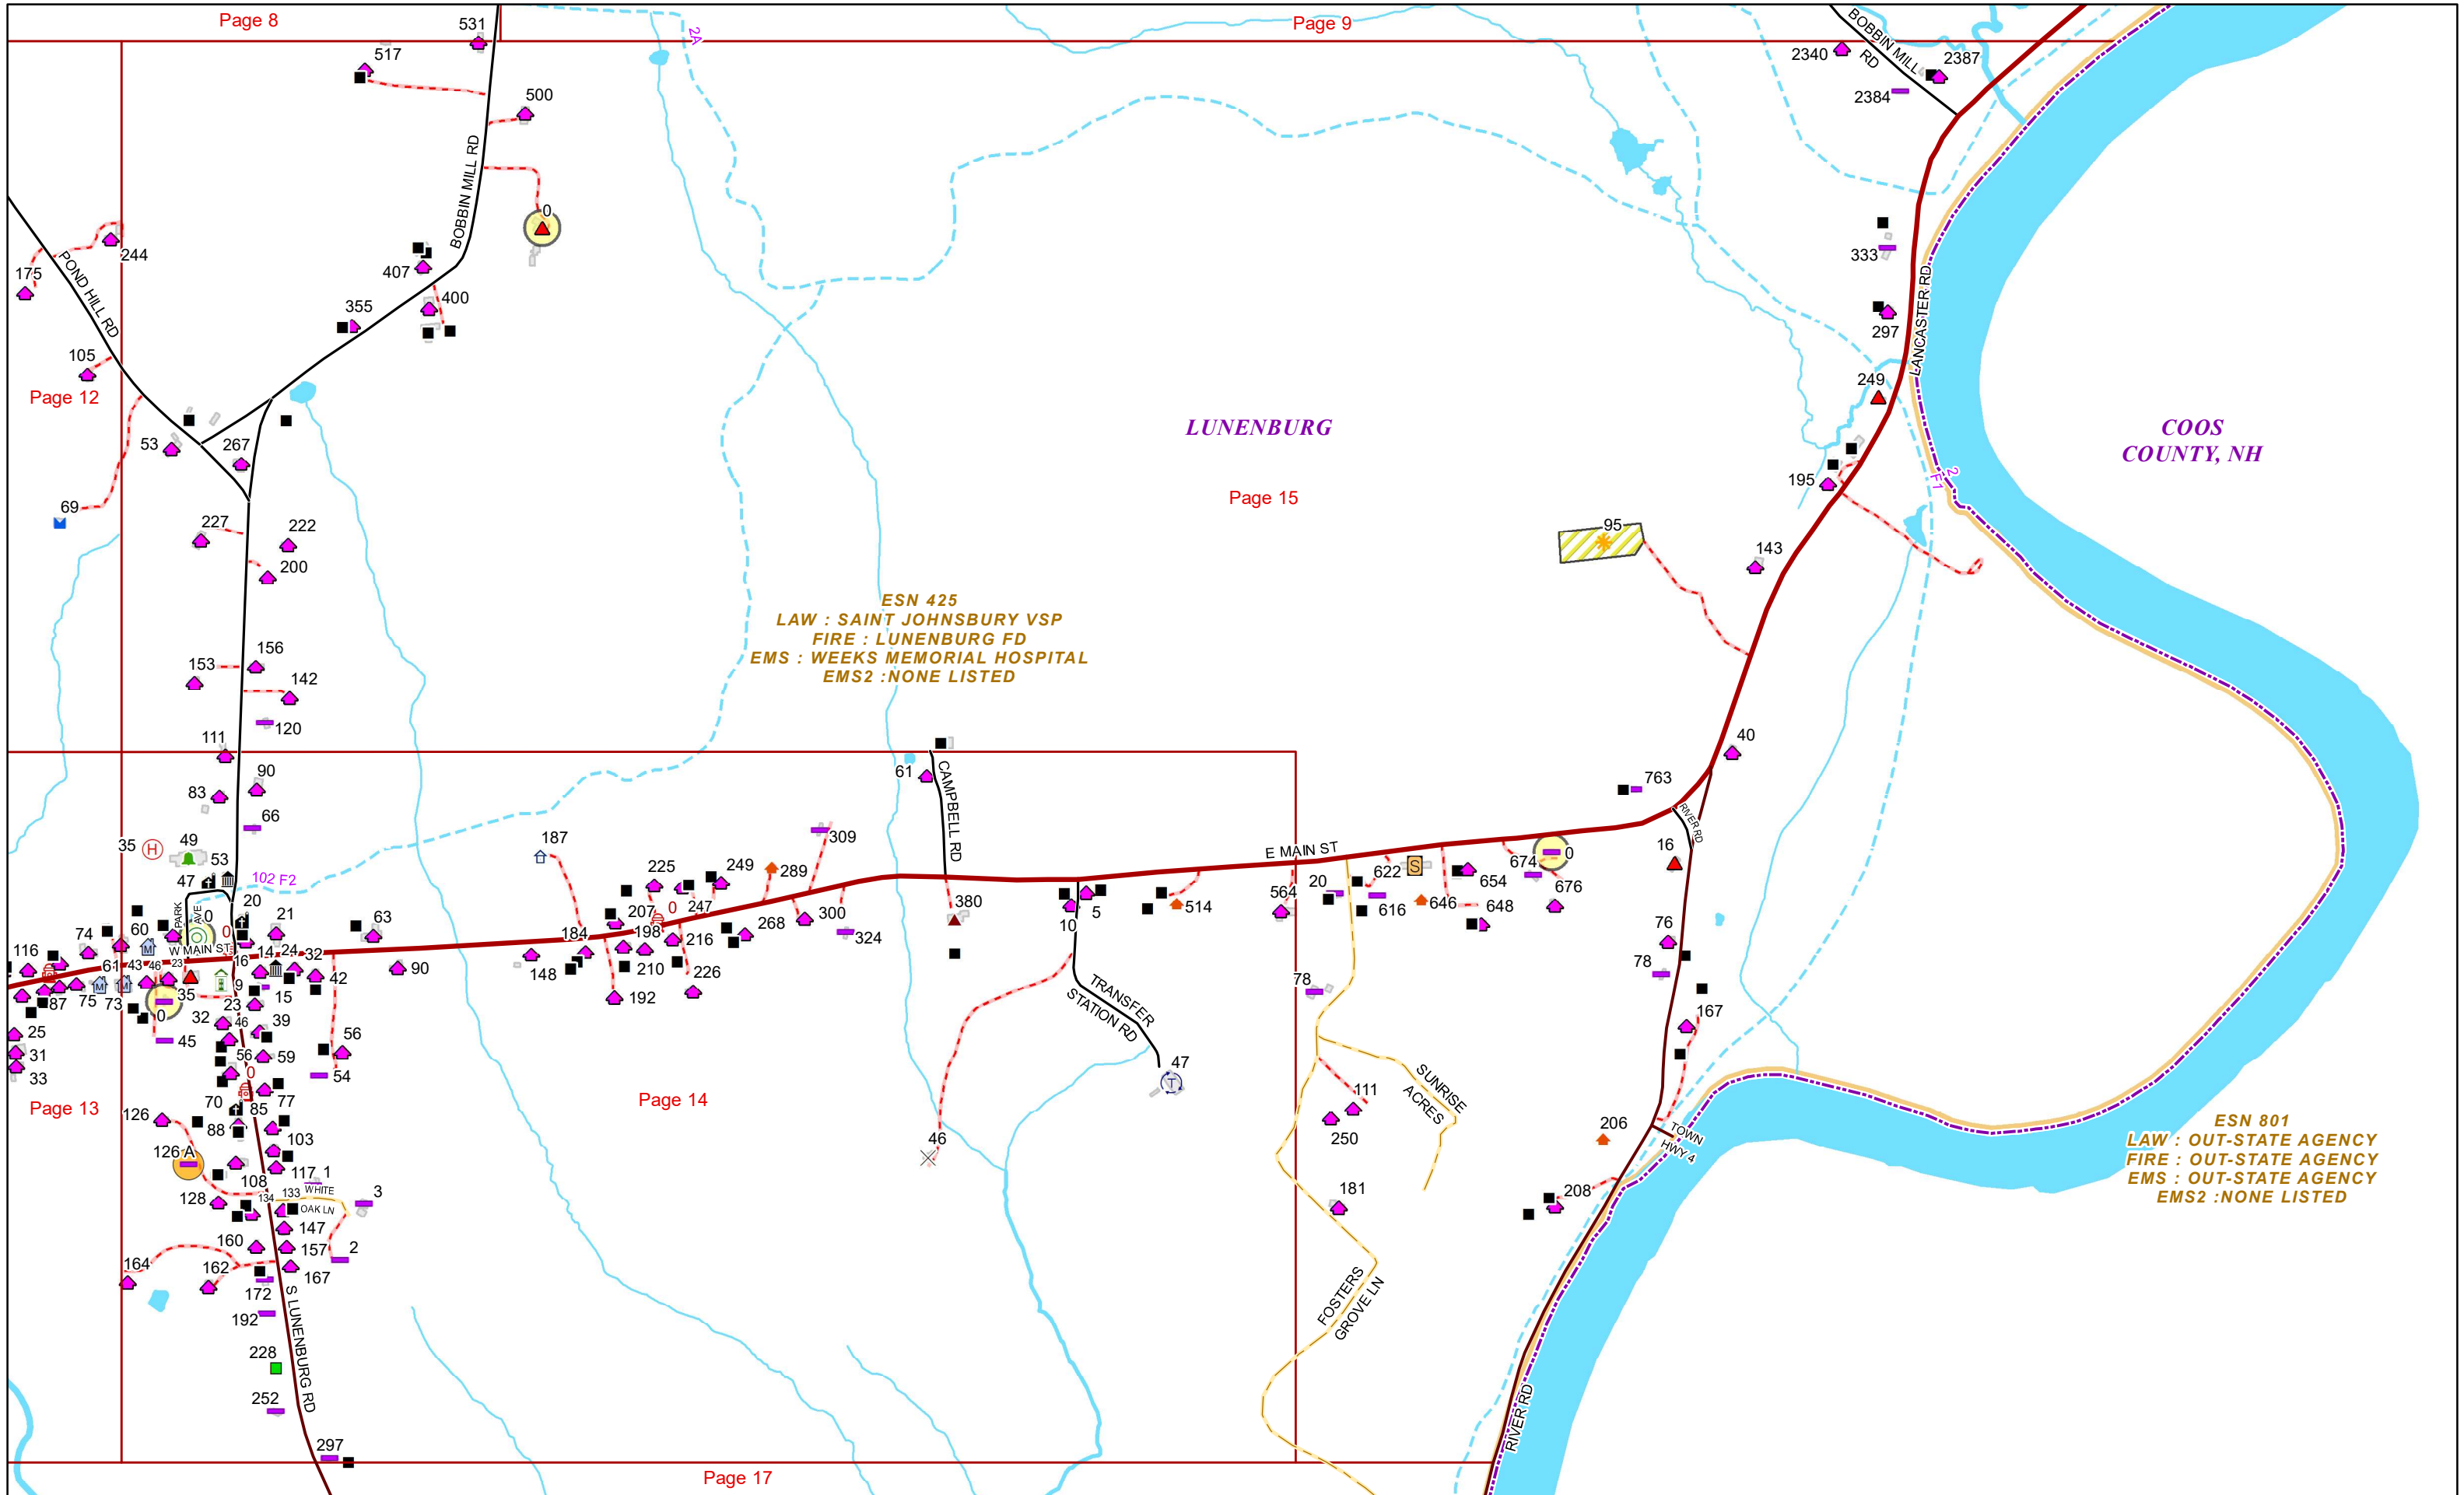 Page 8
531
Page 9
2A
BOBBIN MILL
RD
517
2340
2387
2384
500
BOBBIN MILL RD
0
244
175
POND HILL RD
407
400
355
333
LANCASTER RD
297
105
Page 12
249
53
267
LUNENBURG
COOS
COUNTY, NH
195
2 F1
Page 15
69
227
222
200
95
143
ESN 425
LAW : SAINT JOHNSBURY VSP
FIRE : LUNENBURG FD
EMS : WEEKS MEMORIAL HOSPITAL
EMS2 :NONE LISTED
156
153
142
120
111
40
90
83
61
CAMPBELL RD
763
66
RIVER RD
35
H
49
53
187
309
16
E MAIN ST
47
102 F2
225
249
289
622
S
674
0
654
676
20
20
PARK
AVE
0
0
21
63
207
0
247
300
380
10
5
514
564
616
646
648
74
60
M
W MAIN ST
184
198
216
268
324
76
116
61
43
46
23
16
14
24
32
42
90
148
210
226
192
78
78
87
75
M
73
M
35
9
15
23
0
45
32
46
39
TRANSFER
STATION RD
167
25
31
33
56
59
56
54
0
47
T
SUNRISE
ACRES
Page 13
126
70
85
77
88
103
Page 14
46
111
250
206
TOWN
HWY 4
ESN 801
LAW : OUT-STATE AGENCY
FIRE : OUT-STATE AGENCY
EMS : OUT-STATE AGENCY
EMS2 :NONE LISTED
126 A
108
117
1
128
134
133
WHITE
OAK LN
3
181
208
147
160
157
2
164
162
167
172
192
S LUNENBURG RD
FOSTERS
GROVE LN
228
252
297
RIVER RD
Page 17